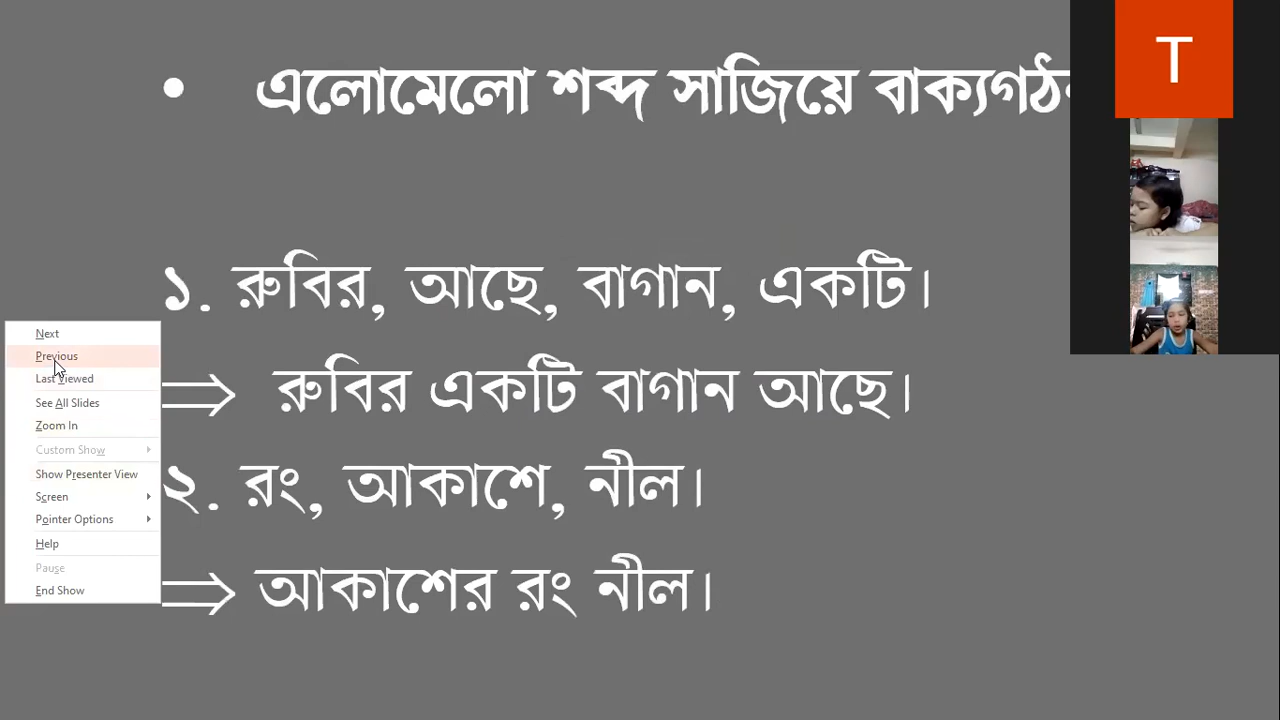 • এলোমেলো শব্দ সাজিয়ে
১. রুবির, আছে, বাগান, একটি।
⇒ রুবির একটি বাগান আছে।
২. রং, আকাশে, নীল।
⇒ আকাশের রং নীল।
Next
Previous
Last Viewed
See All Slides
Zoom In
Custom Show
Show Presenter View
Screen
Pointer Options
Help
Pause
End Show
T